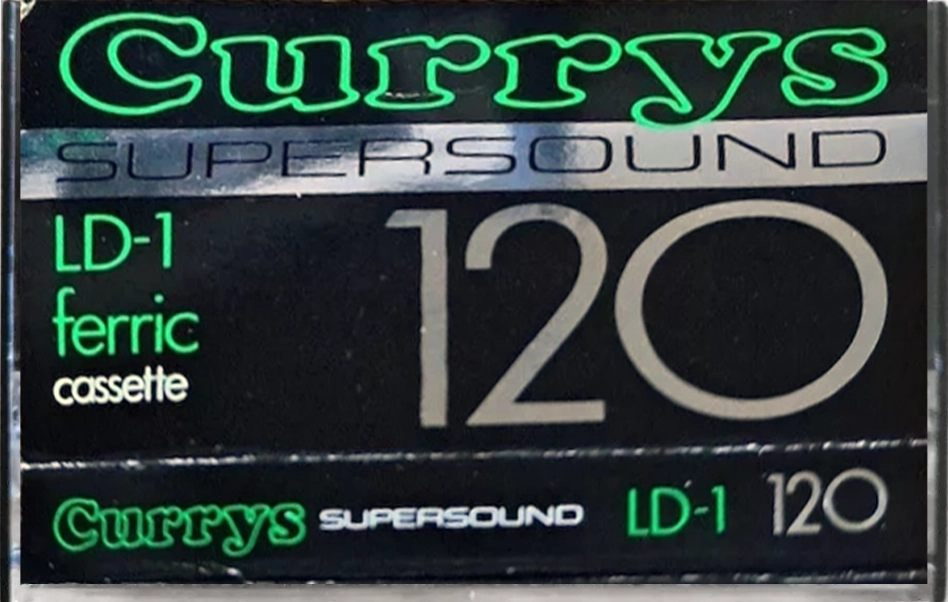 Currys
SUPERSOUND
LD-1
120
ferric
cassette
Currys SUPERSOUND LD-1 120